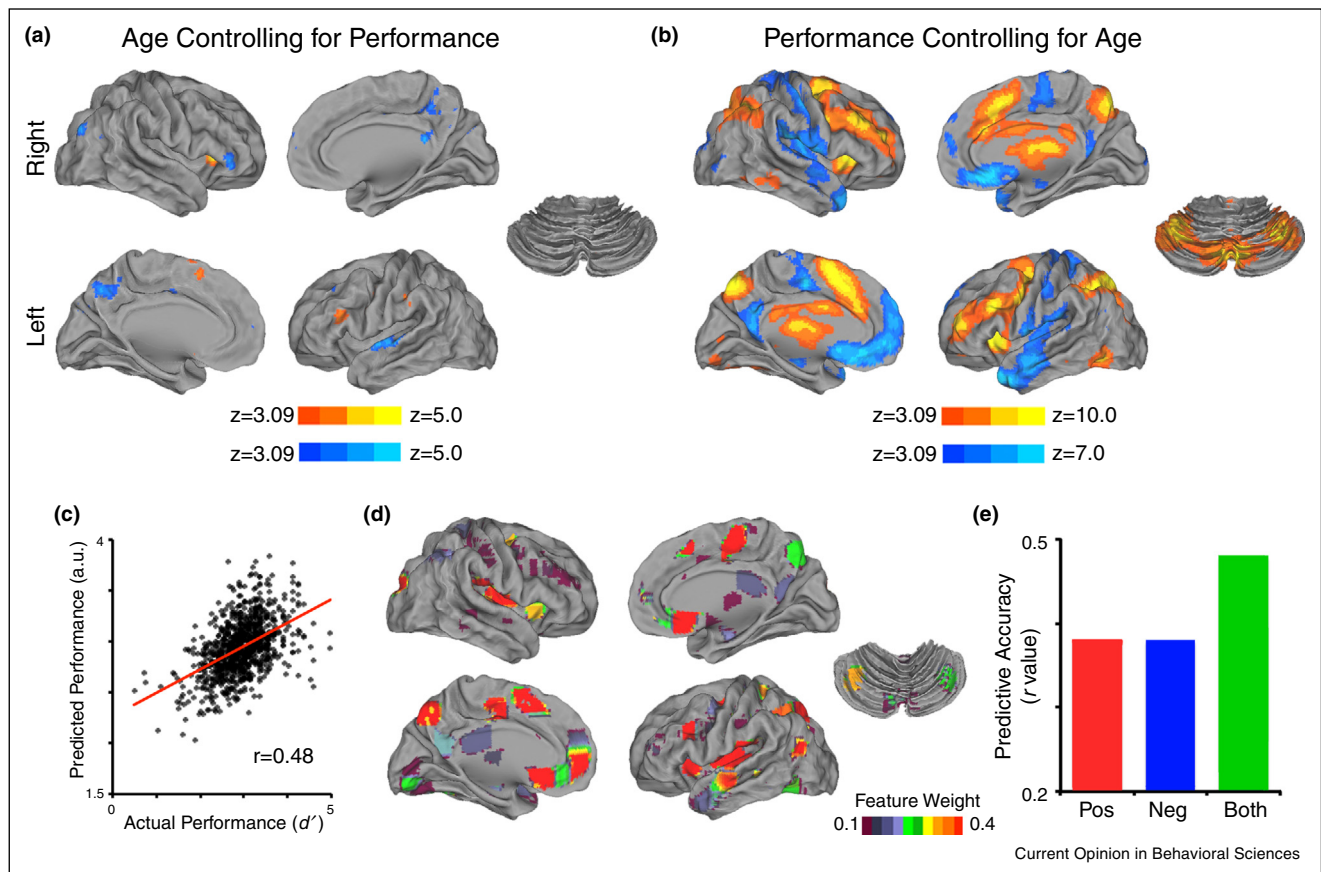 (a) Age Controlling for Performance
(b) Performance Controlling for Age
Right
Left
z=3.09 z=5.0
z=3.09 z=5.0
z=3.09 z=10.0
z=3.09 z=7.0
(c)
Predicted Performance (a.u.)
4
1.5
r=0.48
0 5
Actual Performance (d′)
(d)
Feature Weight
0.1 0.4
(e)
Predictive Accuracy
(r value)
0.5
0.2
Pos Neg Both
Current Opinion in Behavioral Sciences